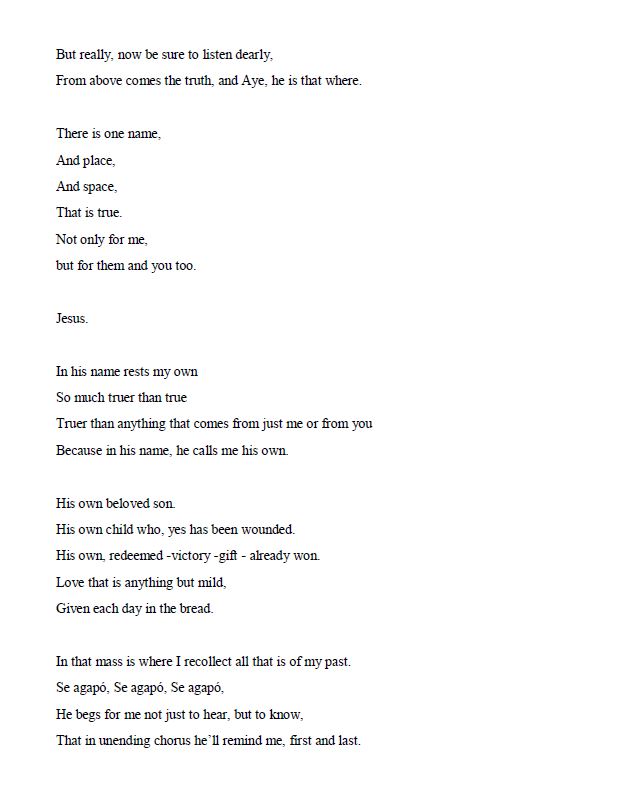 But really, now be sure to listen dearly,
From above comes the truth, and Aye, he is that where.
There is one name,
And place,
And space,
That is true.
Not only for me,
but for them and you too.
Jesus.
In his name rests my own
So much truer than true
Truer than anything that comes from just me or from you
Because in his name, he calls me his own.
His own beloved son.
His own child who, yes has been wounded.
His own, redeemed -victory -gift - already won.
Love that is anything but mild,
Given each day in the bread.
In that mass is where I recollect all that is of my past.
Se agapó, Se agapó, Se agapó,
He begs for me not just to hear, but to know,
That in unending chorus he’ll remind me, first and last.